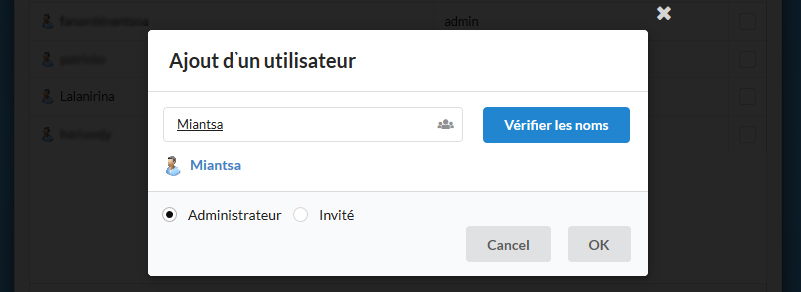 admin
Ajout d`un utilisateur
Lalanirina
Miantsa
Vérifier les noms
Miantsa
Administrateur
Invité
Cancel
OK